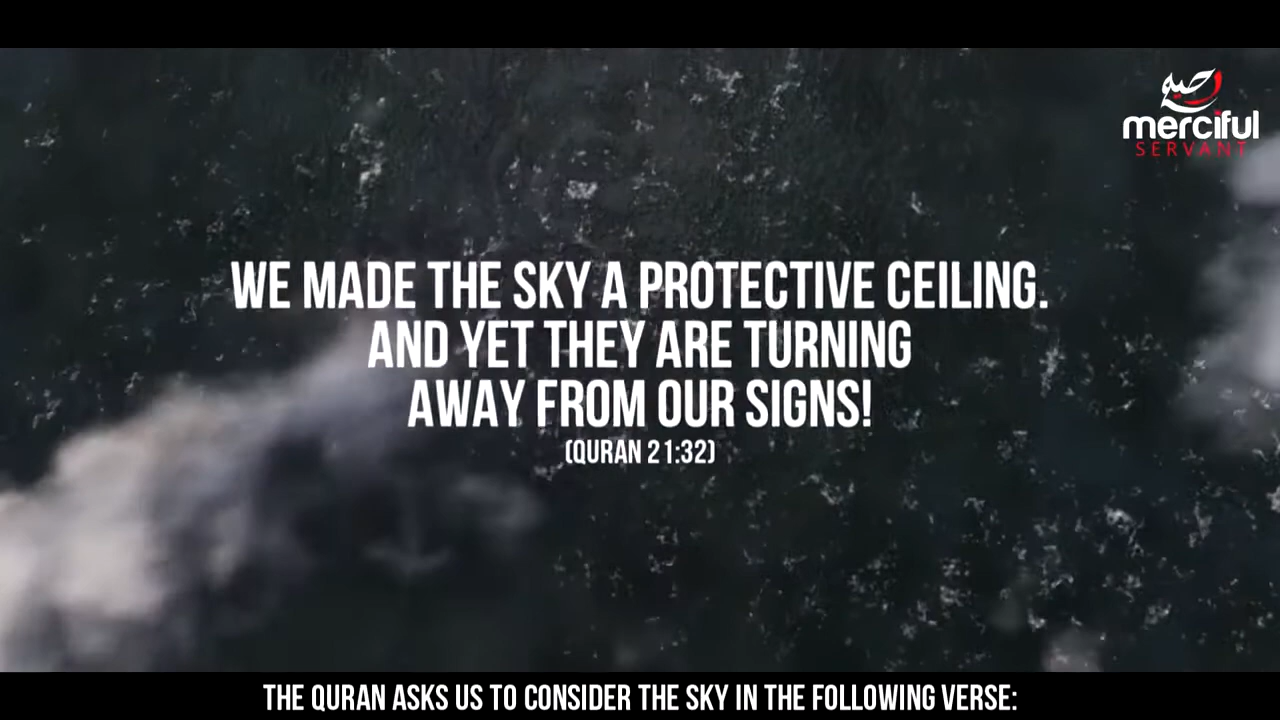 merciful
SERVANT
WE MADE THE SKY A PROTECTIVE CEILING.
AND YET THEY ARE TURNING
AWAY FROM OUR SIGNS!
(QURAN 21:32)
THE QURAN ASKS US TO CONSIDER THE SKY IN THE FOLLOWING VERSE: